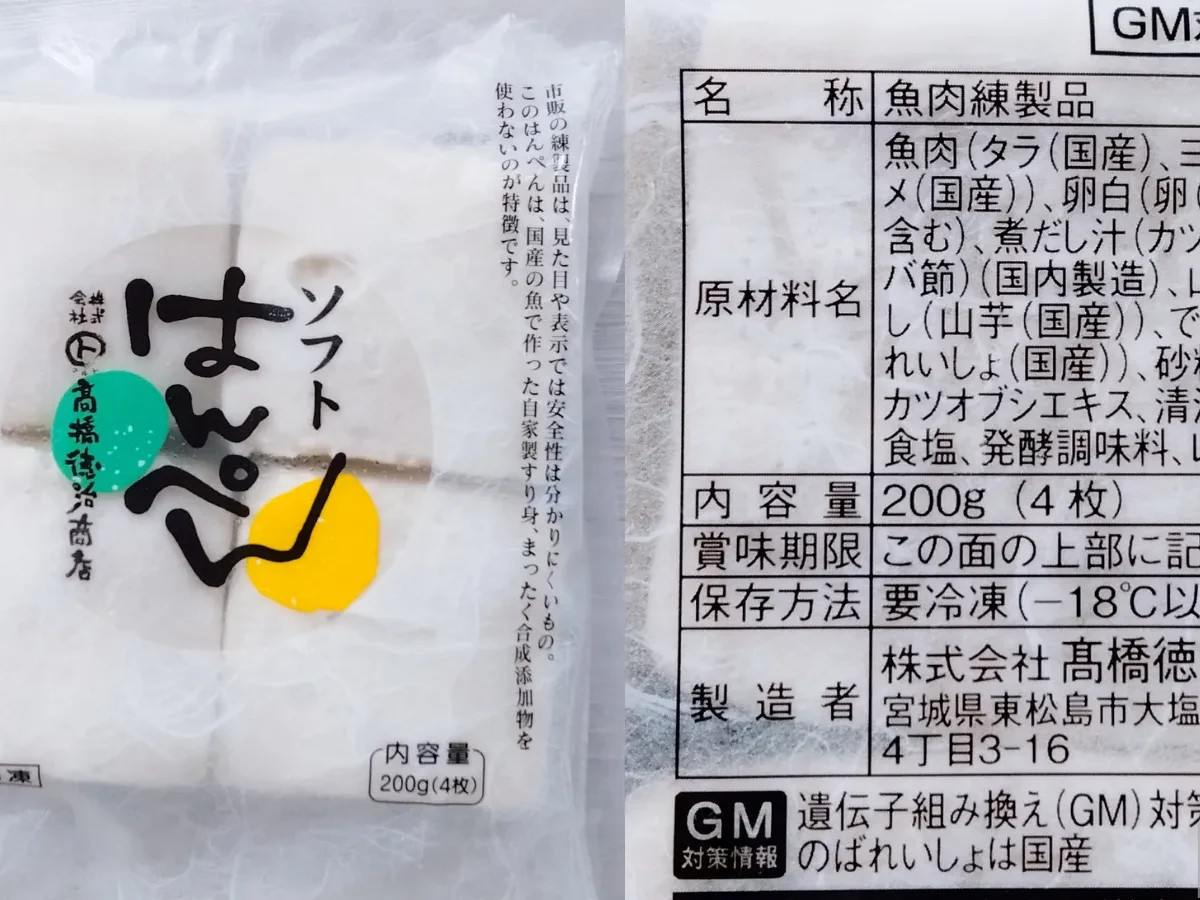 市販の練製品は、見た目や表示では安全性は分かりにくいもの。
このはんぺんは、国産の魚で作った自家製すり身、まったく合成添加物を
使わないのが特徴です。
ソフト
はんぺん
株式
会社
ト
高橋徳治商店
内容量
200g(4枚)
凍
GM
名称 魚肉練製品
原材料名
魚肉(タラ(国産)、
メ(国産))、卵白(卵(
含む)、煮だし汁(カツ
バ節)(国内製造)、
し(山芋(国産))、で
れいしょ(国産))、砂
カツオブシエキス、清
食塩、発酵調味料、
内容量 200g (4枚)
賞味期限 この面の上部に記
保存方法 要冷凍(−18℃以
製造者
株式会社 髙橋徳
宮城県東松島市大塩
4丁目3-16
GM
対策情報
遺伝子組み換え(GM)対策
のばれいしょは国産